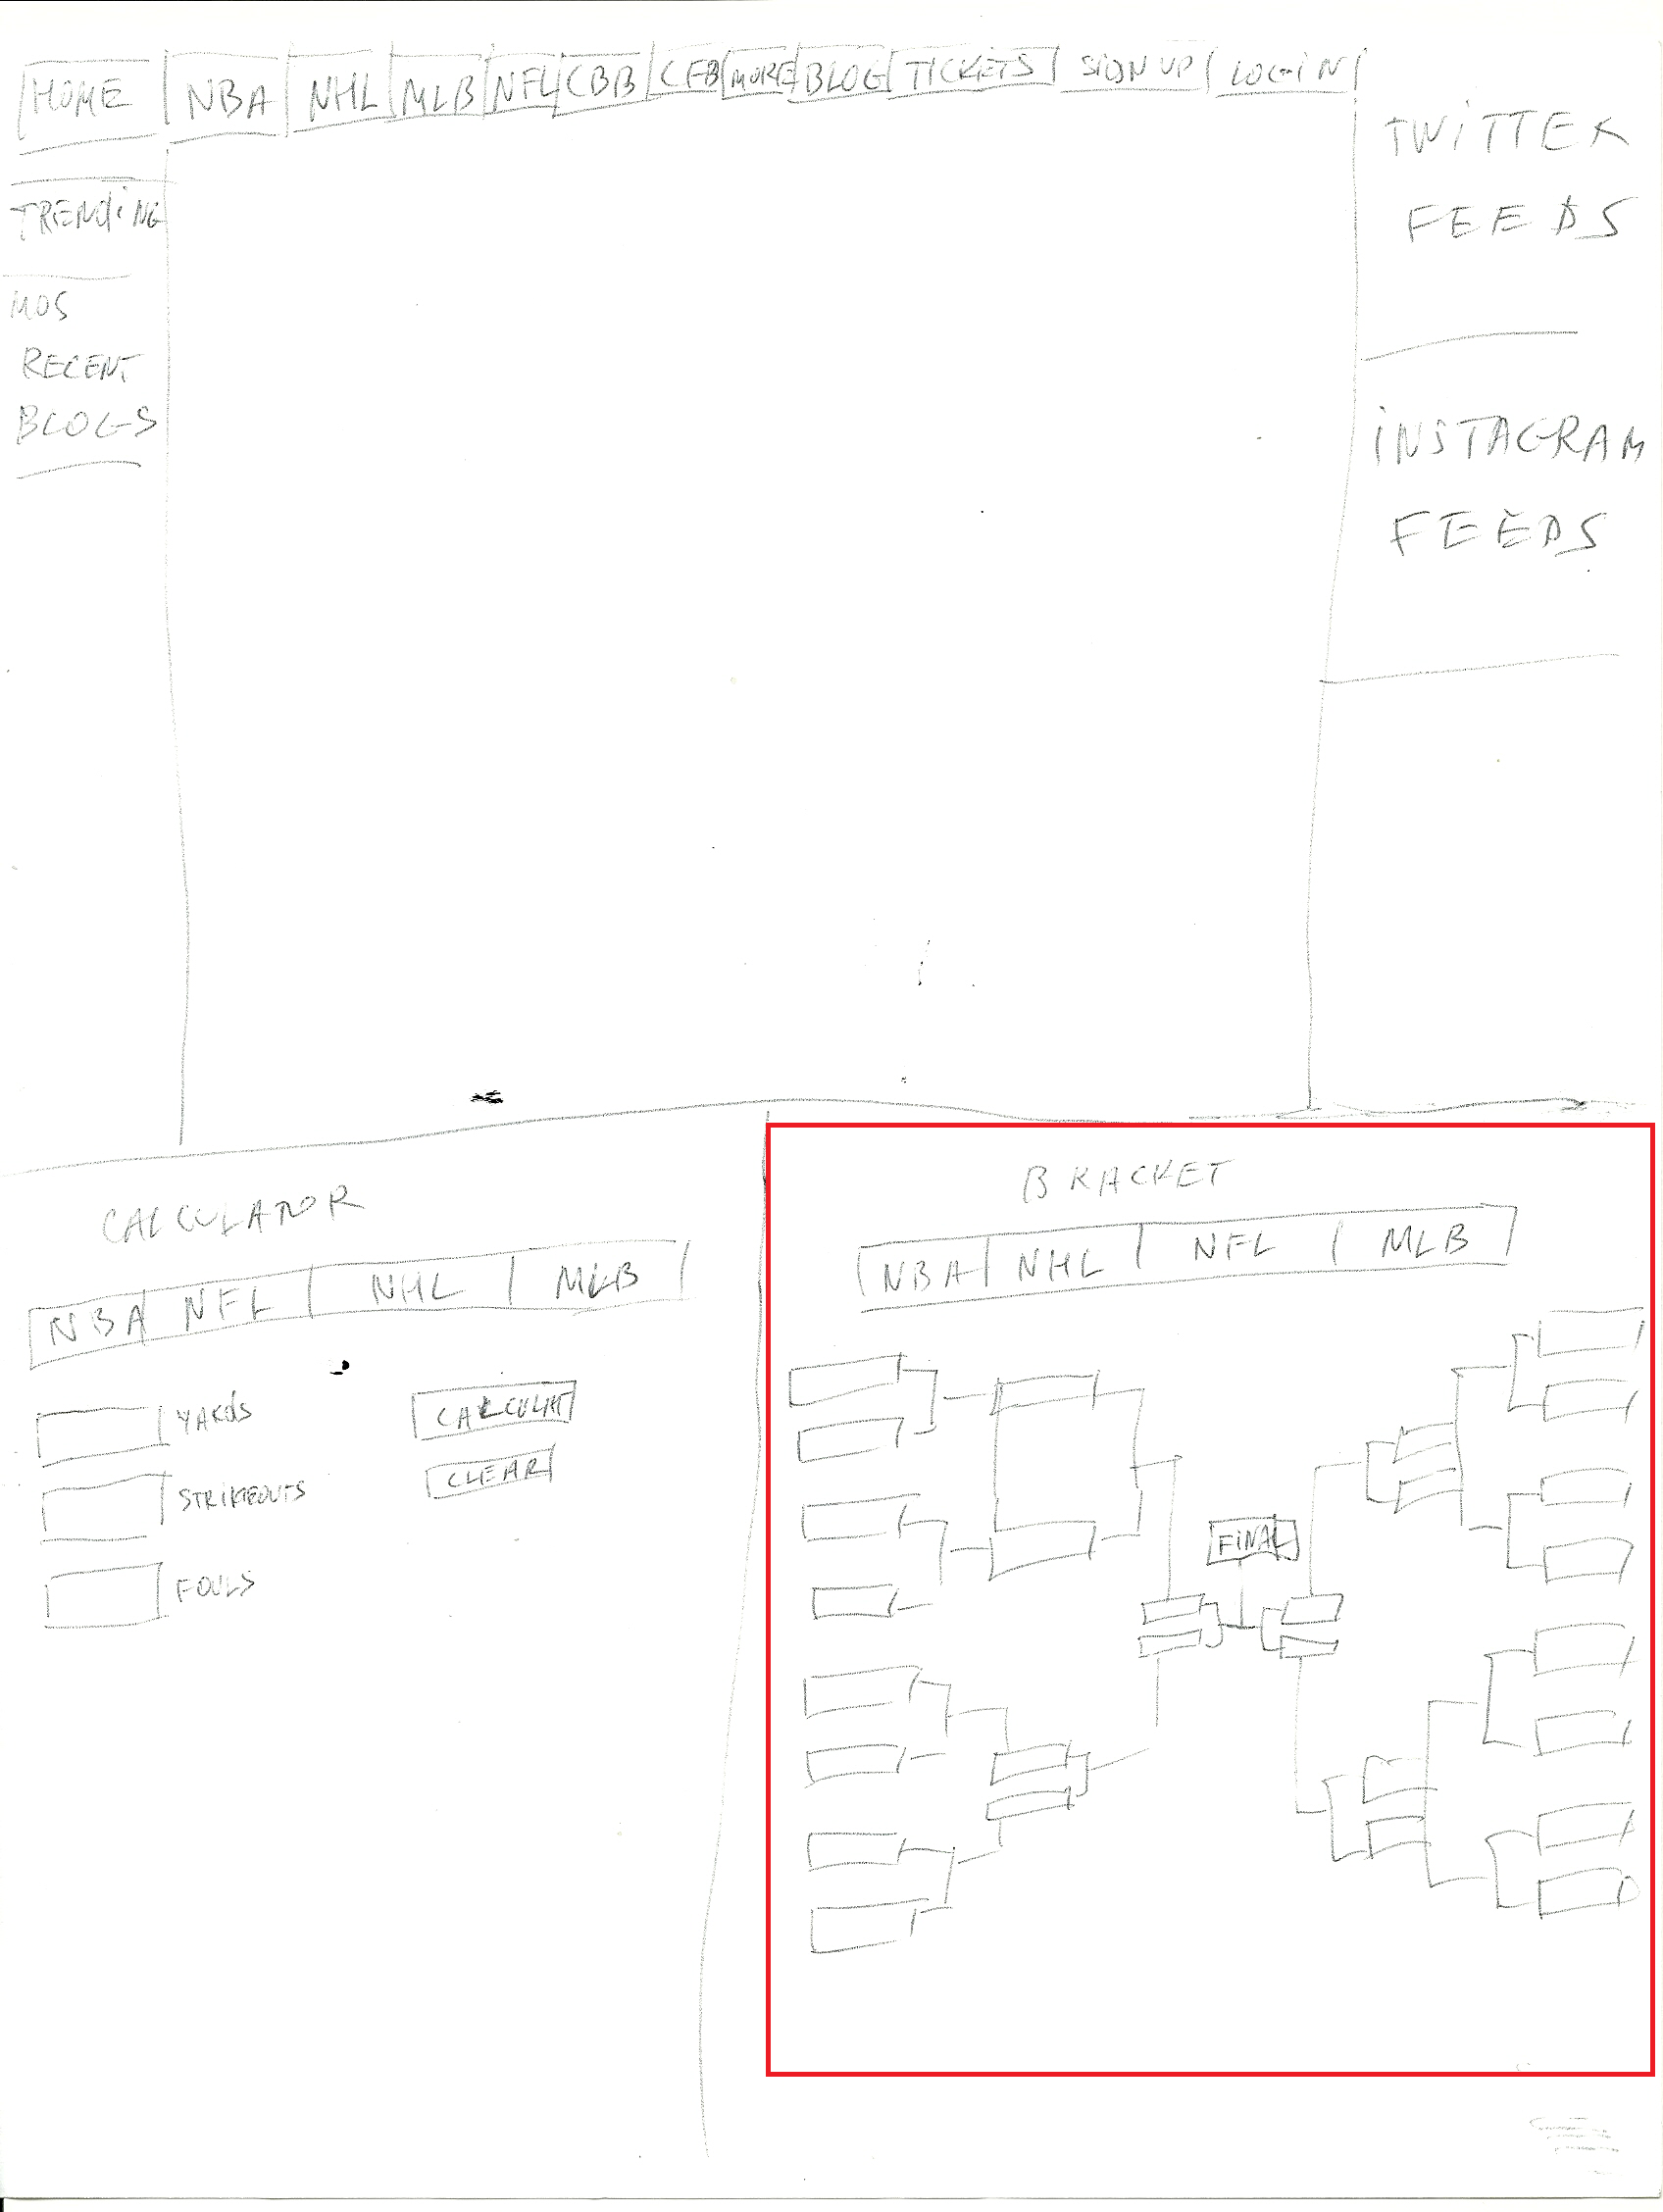 HOME NBA NHL MLB NFL CBB CFB MORE BLOG TICKETS SIGN UP LOGIN
TRENDING
MOS
RECENT
BLOGS
TWITTER
FEEDS
INSTAGRAM
FEEDS
CALCULATOR
NBA NFL NHL MLB
YARDS
STRIKEOUTS
FOULS
CALCULAT
CLEAR
BRACKET
NBA NHL NFL MLB
FINAL